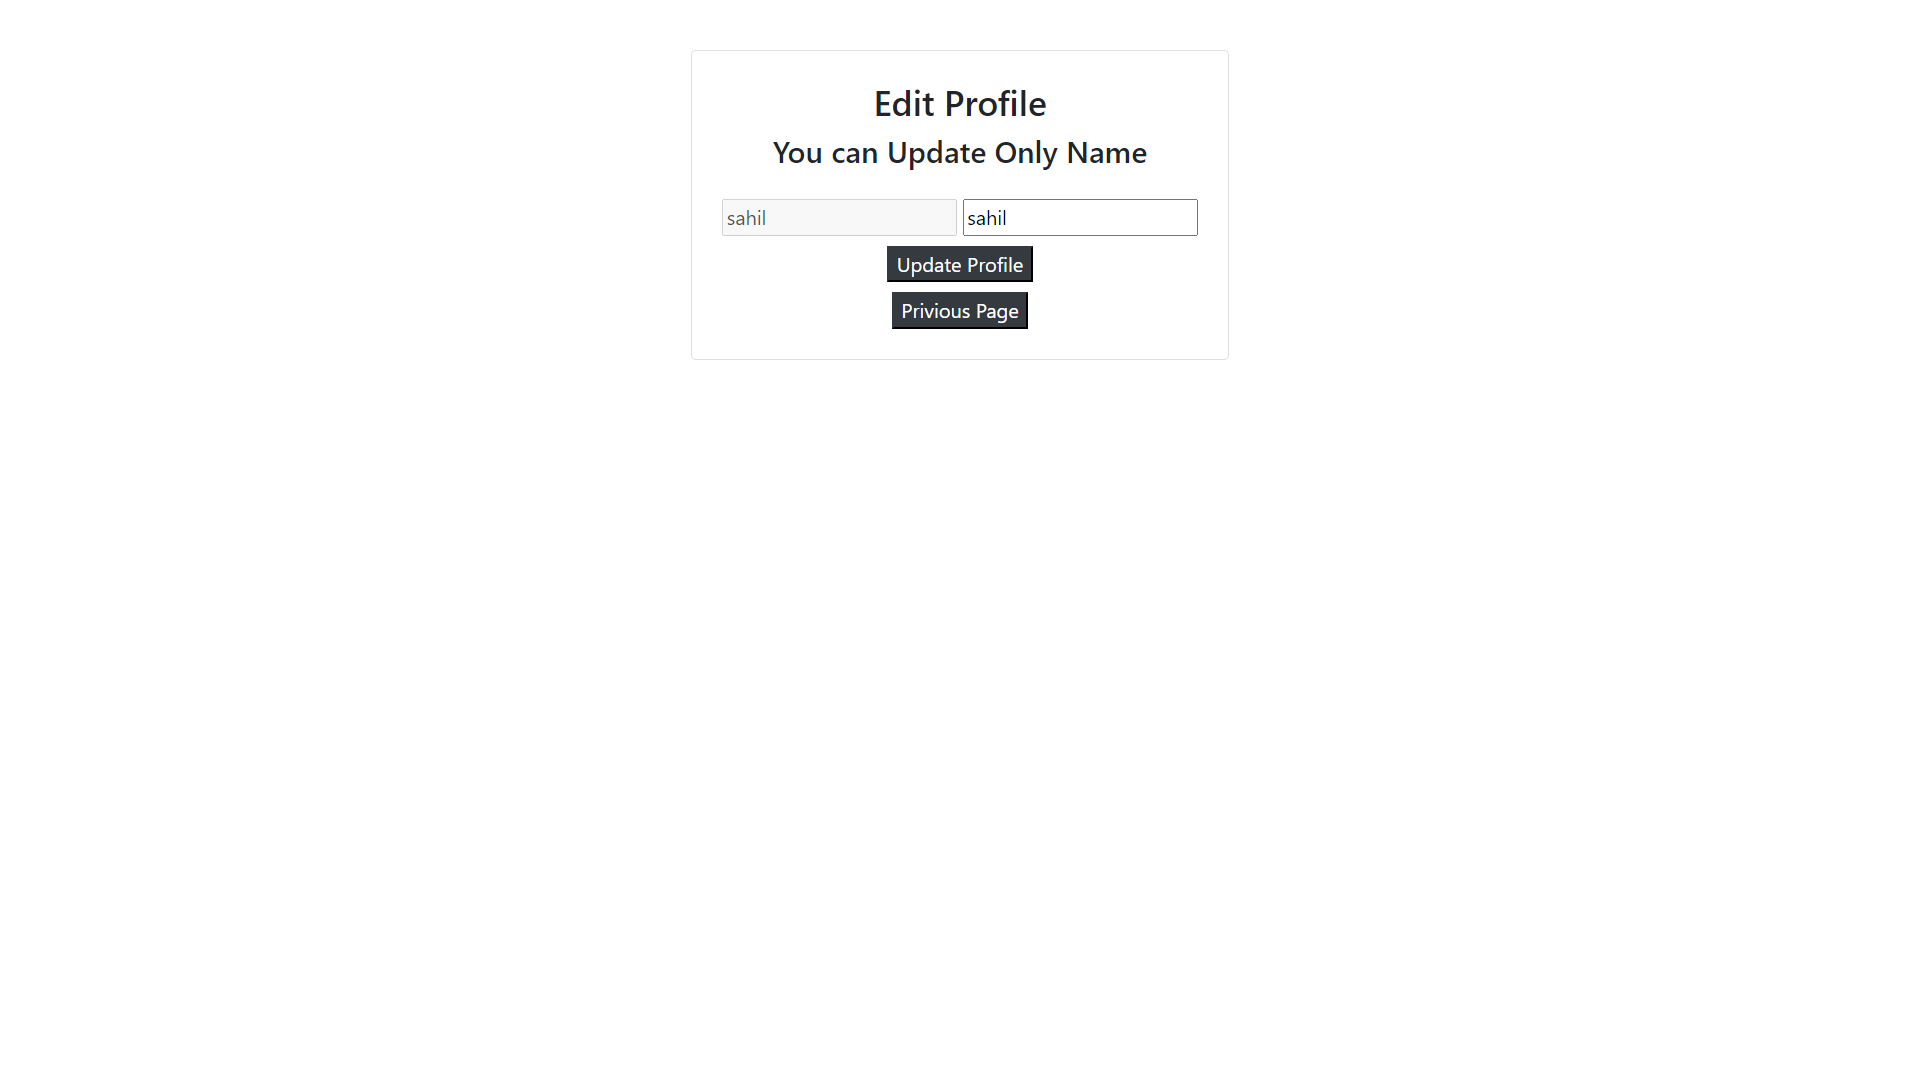 Edit Profile
You can Update Only Name
sahil sahil
Update Profile
Privious Page